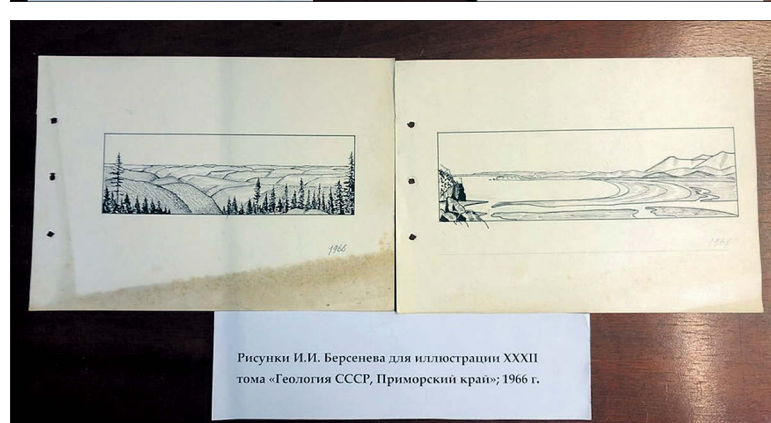 1966
1966
Рисунки И.И. Берсенева для иллюстрации XXXII
тома «Геология СССР, Приморский край»; 1966 г.